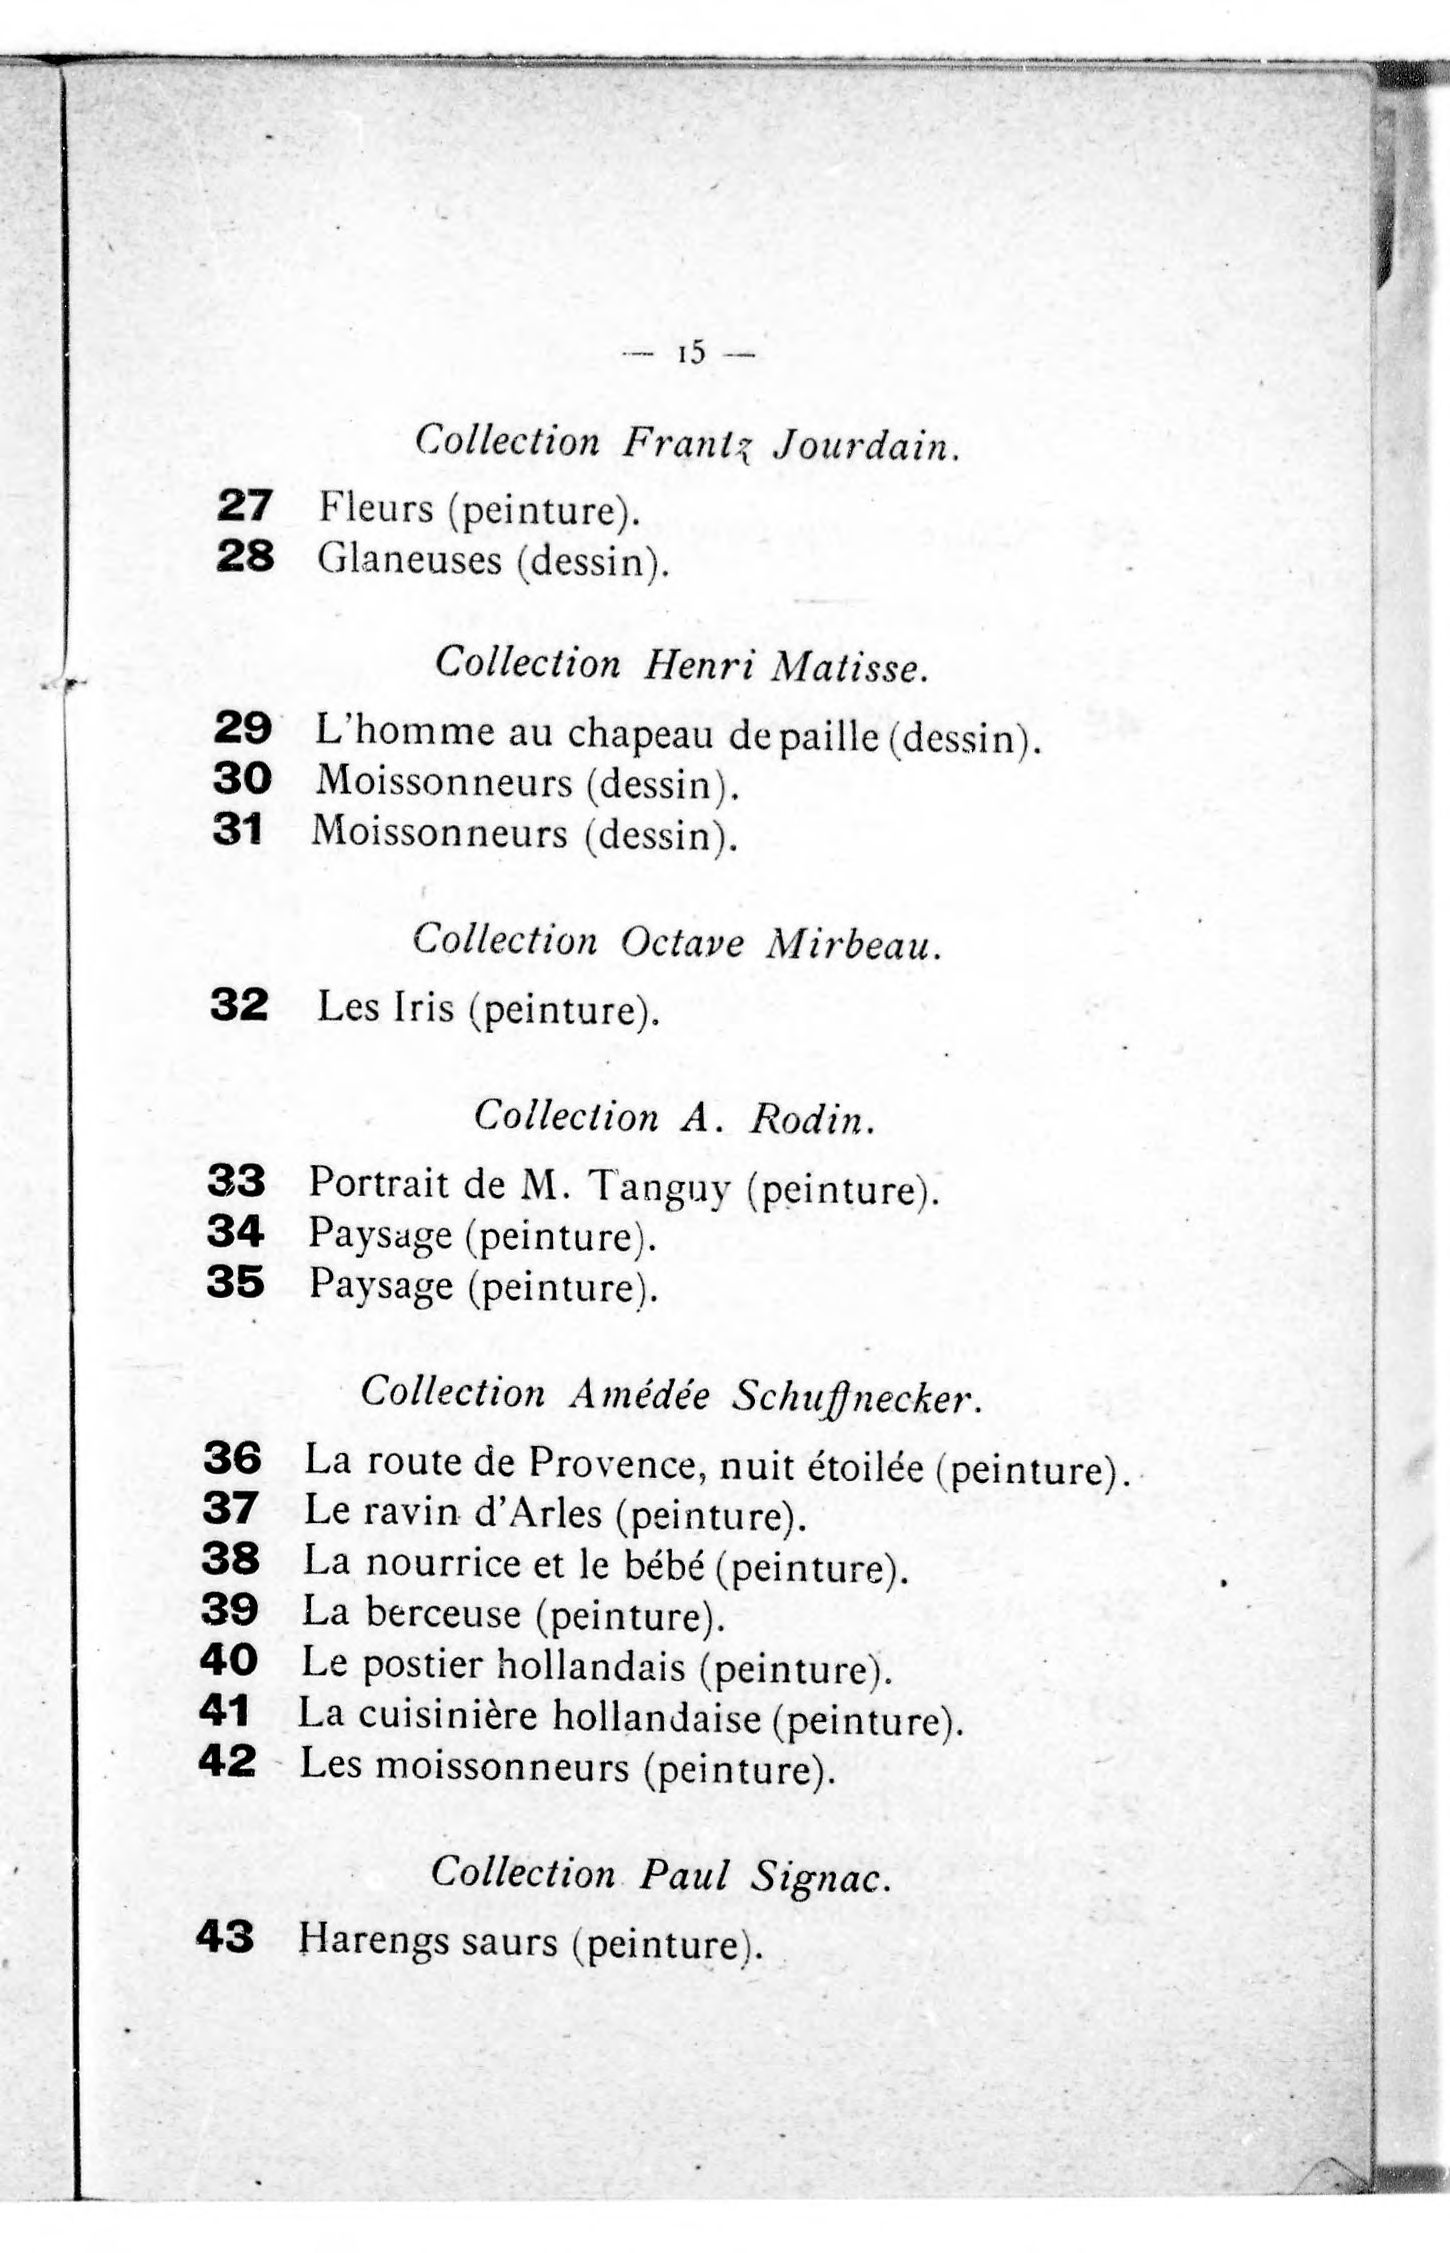 — 15 —
Collection Frantz Jourdain.
27 Fleurs (peinture).
28 Glaneuses (dessin).
Collection Henri Matisse.
29 L'homme au chapeau de paille (dessin).
30 Moissonneurs (dessin).
31 Moissonneurs (dessin).
Collection Octave Mirbeau.
32 Les Iris (peinture).
Collection A. Rodin.
33 Portrait de M. Tanguy (peinture).
34 Paysage (peinture).
35 Paysage (peinture).
Collection Amédée Schuffnecker.
36 La route de Provence, nuit étoilée (peinture).
37 Le ravin d'Arles (peinture).
38 La nourrice et le bébé (peinture).
39 La berceuse (peinture).
40 Le postier hollandais (peinture).
41 La cuisinière hollandaise (peinture).
42 Les moissonneurs (peinture).
Collection Paul Signac.
43 Harengs saurs (peinture).